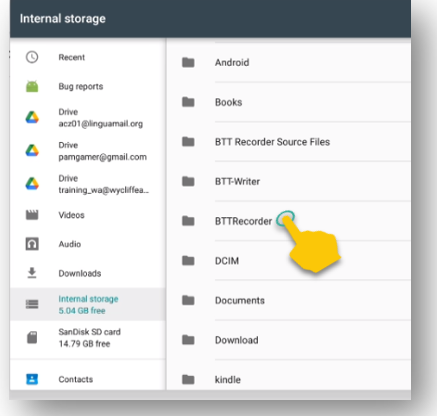 Internal storage
Recent
Bug reports
Drive
acz01@linguamail.org
Drive
pamgamer@gmail.com
Drive
training_wa@wycliffea...
Videos
Audio
Downloads
Internal storage
5.04 GB free
SanDisk SD card
14.79 GB free
Contacts
Android
Books
BTT Recorder Source Files
BTT-Writer
BTTRecorder
DCIM
Documents
Download
kindle